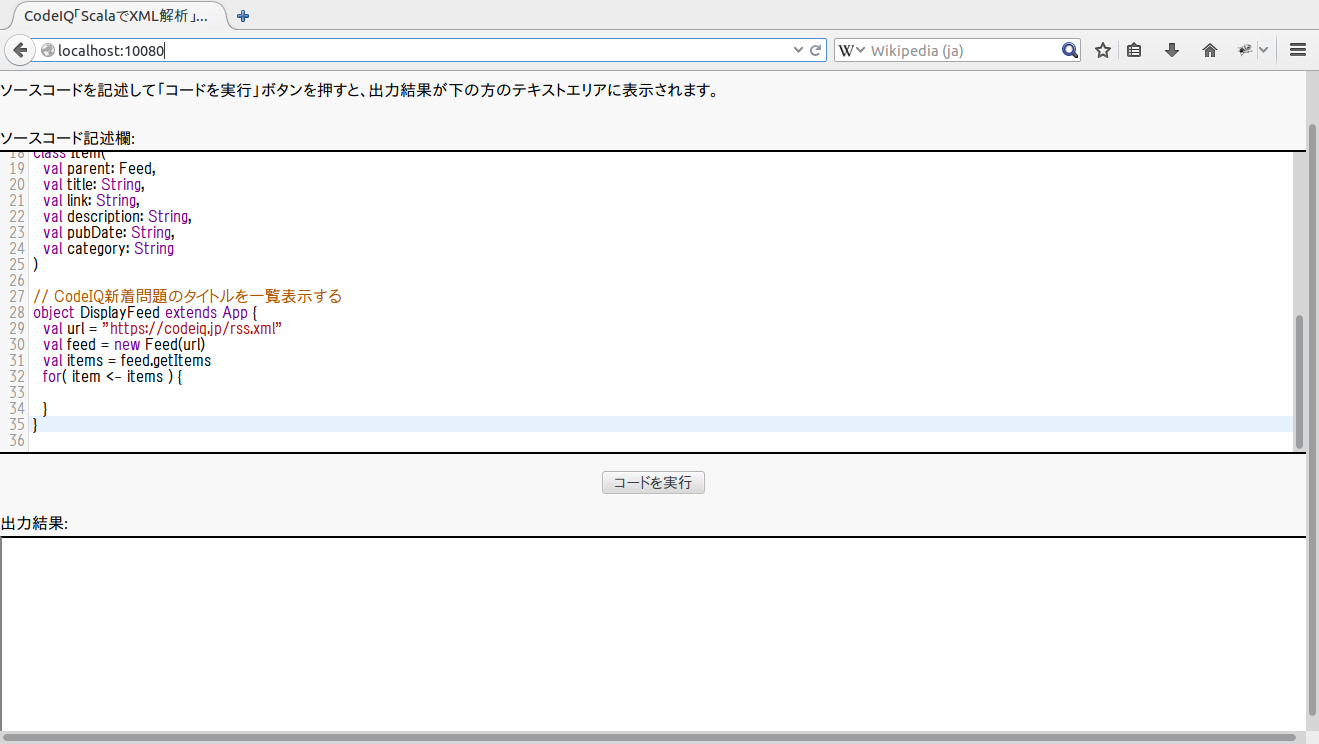 CodeIQ「ScalaでXML解析」...
localhost:10080
W Wikipedia (ja)
ソースコードを記述して「コードを実行」ボタンを押すと、出力結果が下の方のテキストエリアに表示されます。
ソースコード記述欄:
18 class Item(
19   val parent: Feed,
20   val title: String,
21   val link: String,
22   val description: String,
23   val pubDate: String,
24   val category: String
25 )
26
27 // CodeIQ新着問題のタイトルを一覧表示する
28 object DisplayFeed extends App {
29   val url = "https://codeiq.jp/rss.xml"
30   val feed = new Feed(url)
31   val items = feed.getItems
32   for( item <- items ) {
33
34   }
35 }
36
コードを実行
出力結果: